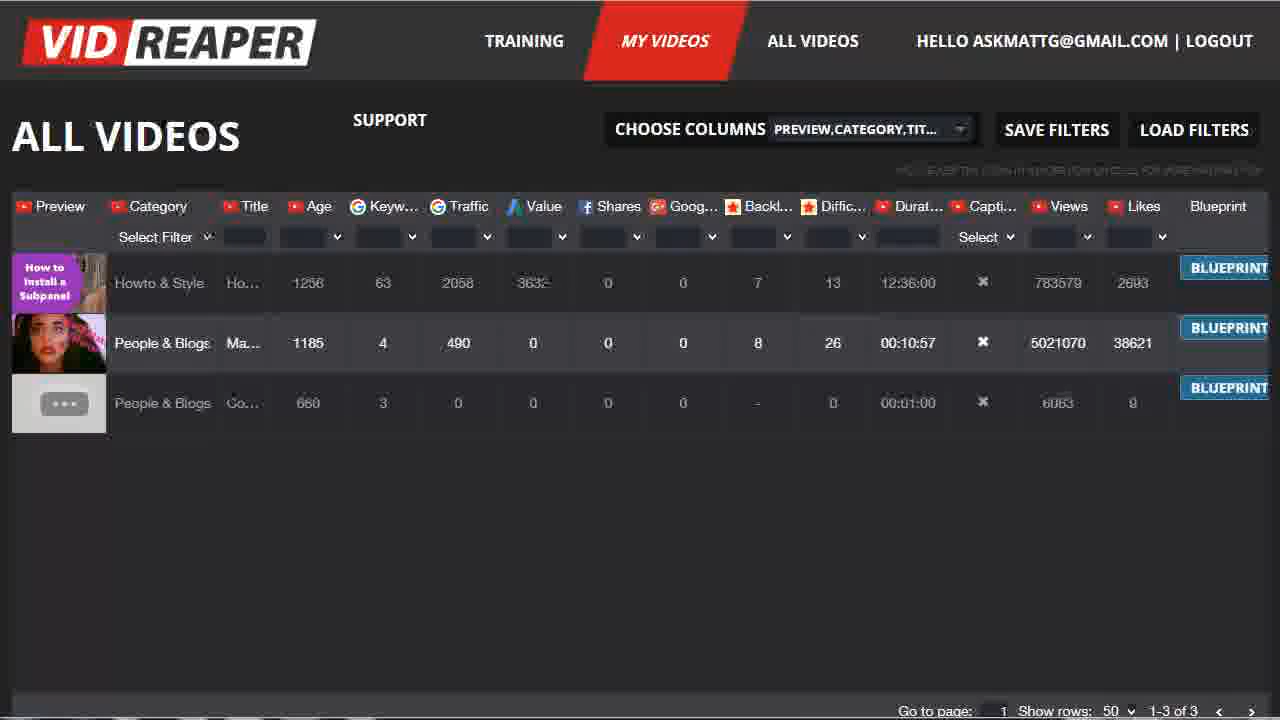 VID REAPER
TRAINING
MY VIDEOS
ALL VIDEOS
HELLO ASKMATTG@GMAIL.COM | LOGOUT
ALL VIDEOS
SUPPORT
CHOOSE COLUMNS PREVIEW,CATEGORY,TIT...
SAVE FILTERS
LOAD FILTERS
Preview Category Title Age Keyw... Traffic Value Shares Goog... Backl... Diffic... Durat... Capti... Views Likes Blueprint
Select Filter Select
How to
Install a
Subpanel
Howto & Style Ho... 1256 63 2058 3632 0 0 7 13 12:36:00 ✖ 783579 2693 BLUEPRINT
People & Blogs Ma... 1185 4 490 0 0 0 8 26 00:10:57 ✖ 5021070 38621 BLUEPRINT
People & Blogs Co... 660 3 0 0 0 0 - 0 00:01:00 ✖ 6063 9 BLUEPRINT
Go to page: 1 Show rows: 50 1-3 of 3 < >